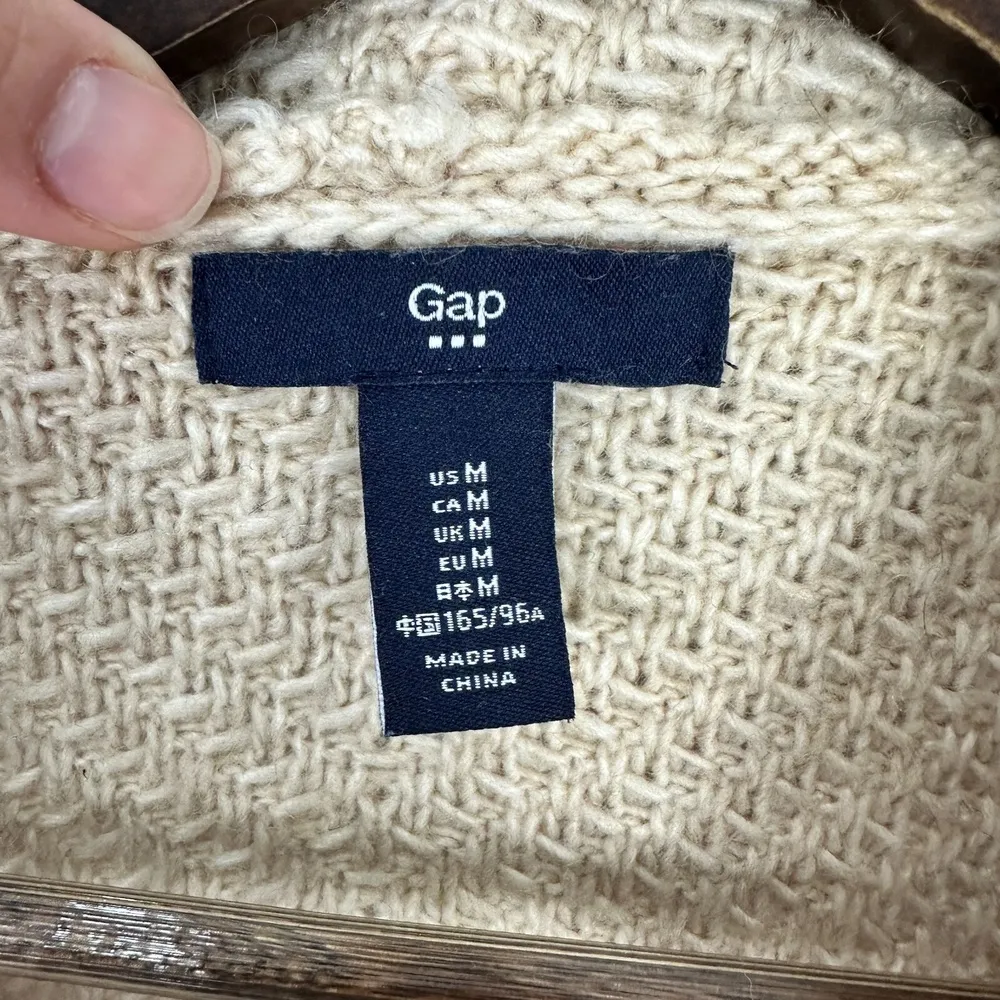 Gap
US M
CA M
UK M
EU M
日本 M
中国 165/96A
MADE IN
CHINA